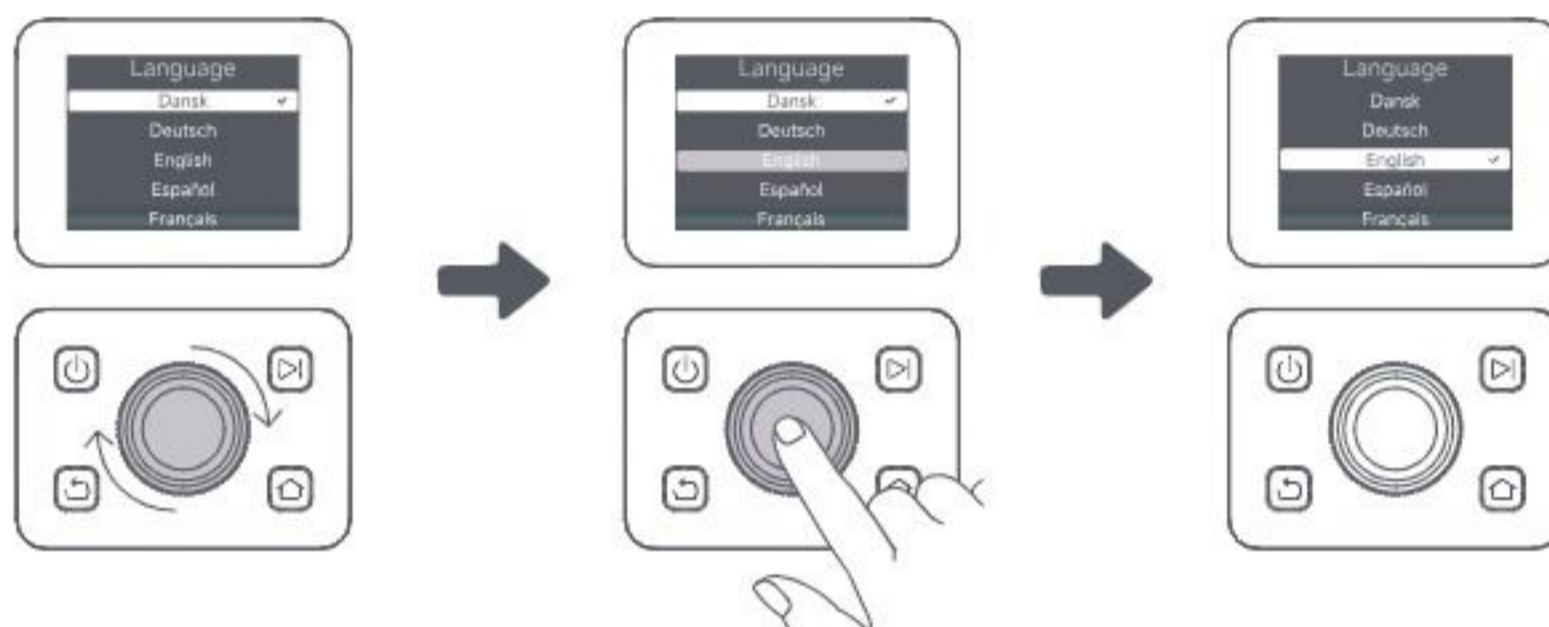 Language
Dansk
Deutsch
English
Español
Français
Language
Dansk
Deutsch
English
Español
Français
Language
Dansk
Deutsch
English
Español
Français